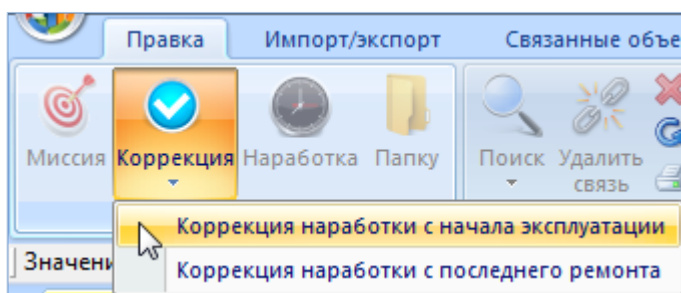 Правка Импорт/экспорт Связанные объе
Миссия Коррекция Наработка Папку Поиск Удалить
связь
Коррекция наработки с начала эксплуатации
Значени
Коррекция наработки с последнего ремонта